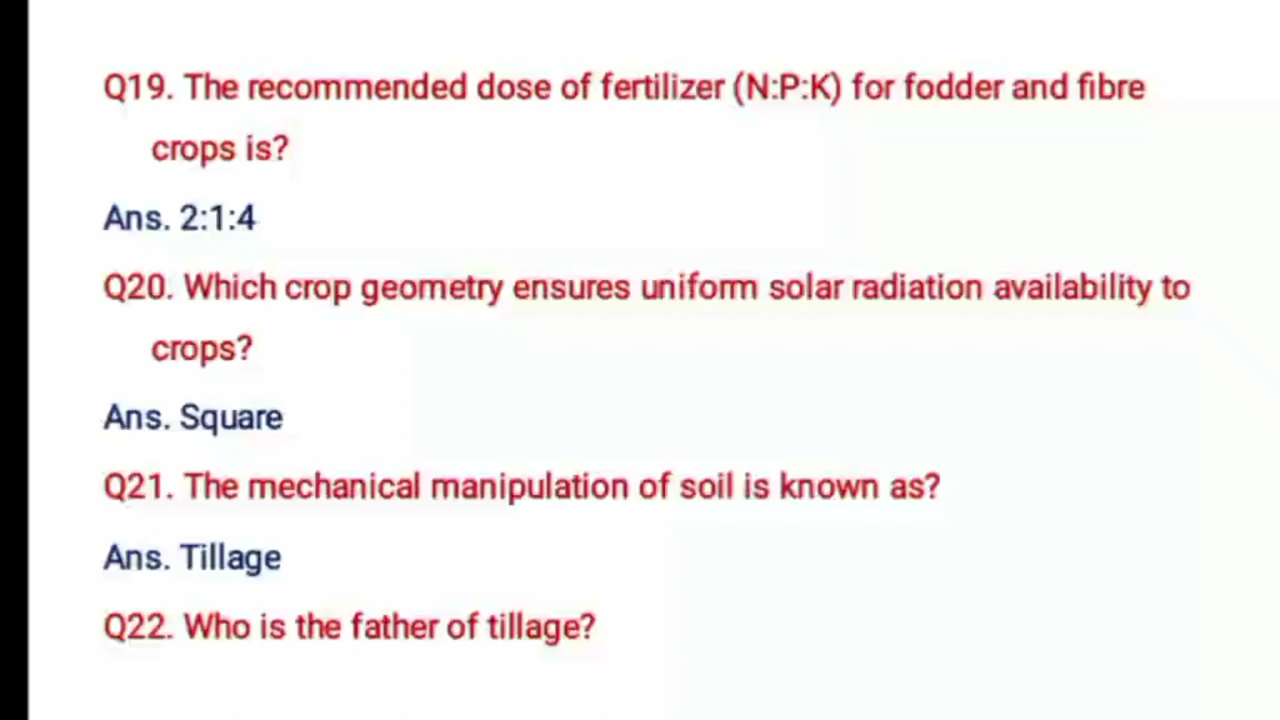 Q19. The recommended dose of fertilizer (N:P:K) for fodder and fibre
crops is?
Ans. 2:1:4
Q20. Which crop geometry ensures uniform solar radiation availability to
crops?
Ans. Square
Q21. The mechanical manipulation of soil is known as?
Ans. Tillage
Q22. Who is the father of tillage?